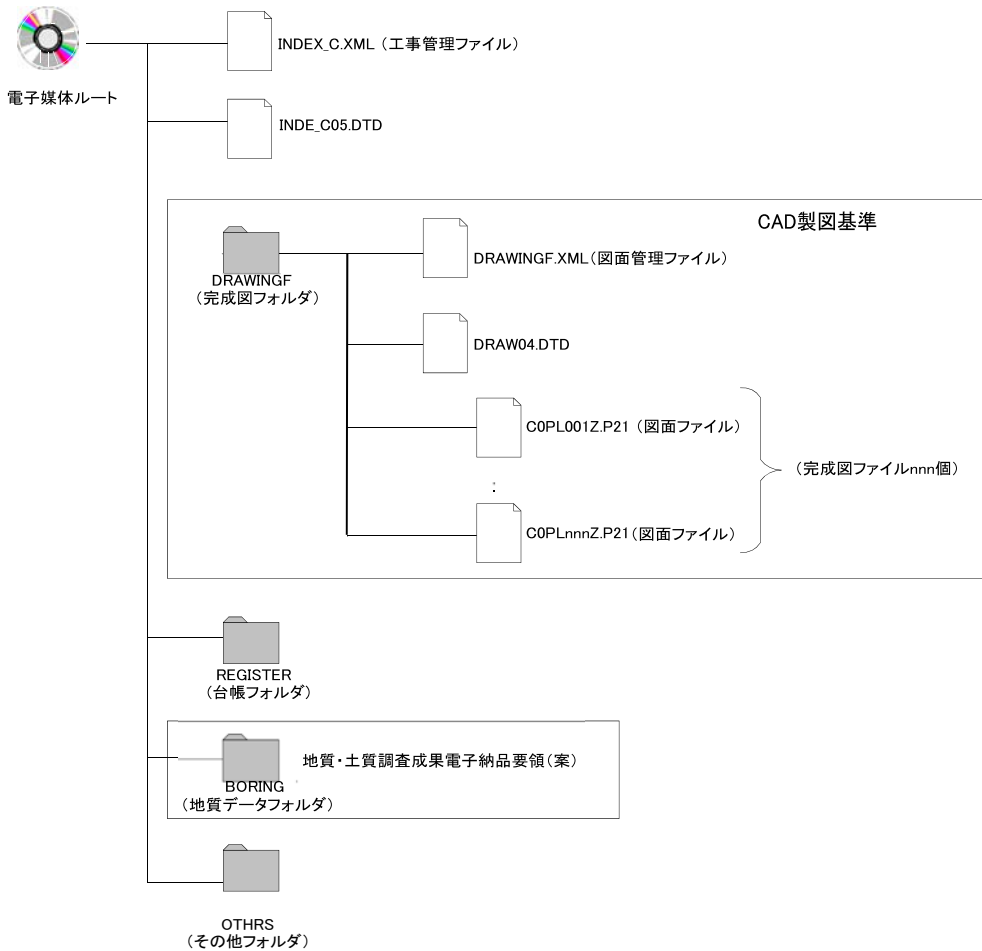 INDEX_C.XML (工事管理ファイル)
電子媒体ルート
INDE_C05.DTD
CAD製図基準
DRAWINGF.XML(図面管理ファイル)
DRAWINGF
(完成図フォルダ)
DRAW04.DTD
C0PL001Z.P21 (図面ファイル)
(完成図ファイルnnn個)
:
C0PLnnnZ.P21(図面ファイル)
REGISTER
(台帳フォルダ)
地質・土質調査成果電子納品要領(案)
BORING
(地質データフォルダ)
OTHRS
(その他フォルダ)